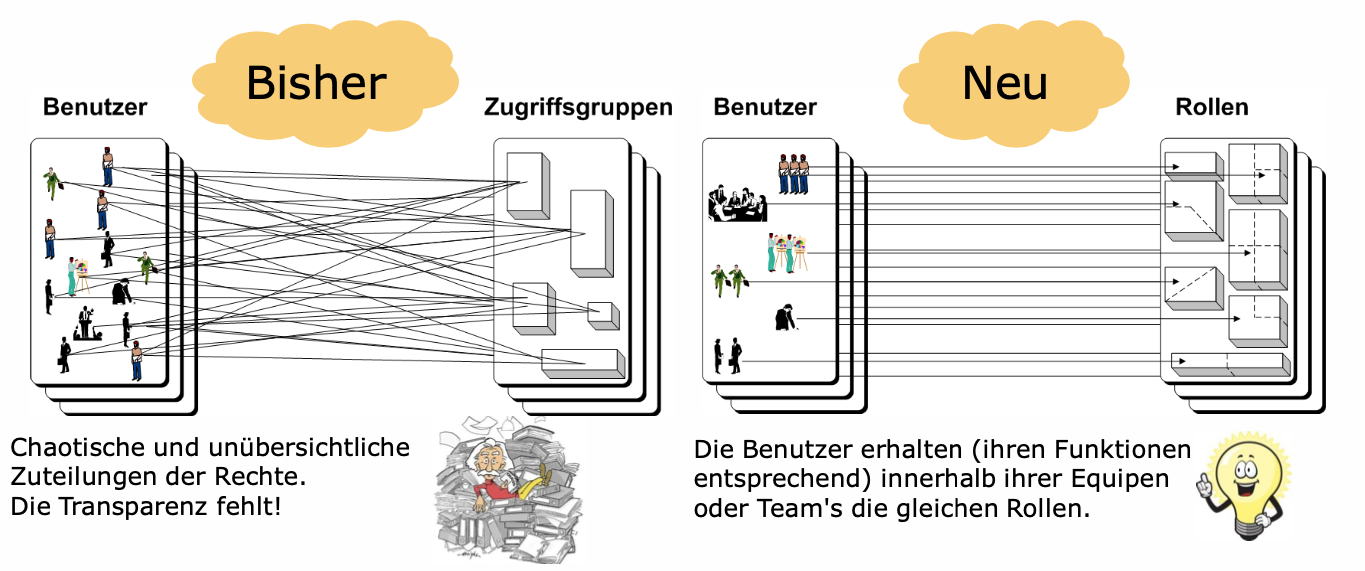 Bisher
Benutzer
Zugriffsgruppen
Chaotische und unübersichtliche
Zuteilungen der Rechte.
Die Transparenz fehlt!
Neu
Benutzer
Rollen
Die Benutzer erhalten (ihren Funktionen
entsprechend) innerhalb ihrer Equipen
oder Team's die gleichen Rollen.